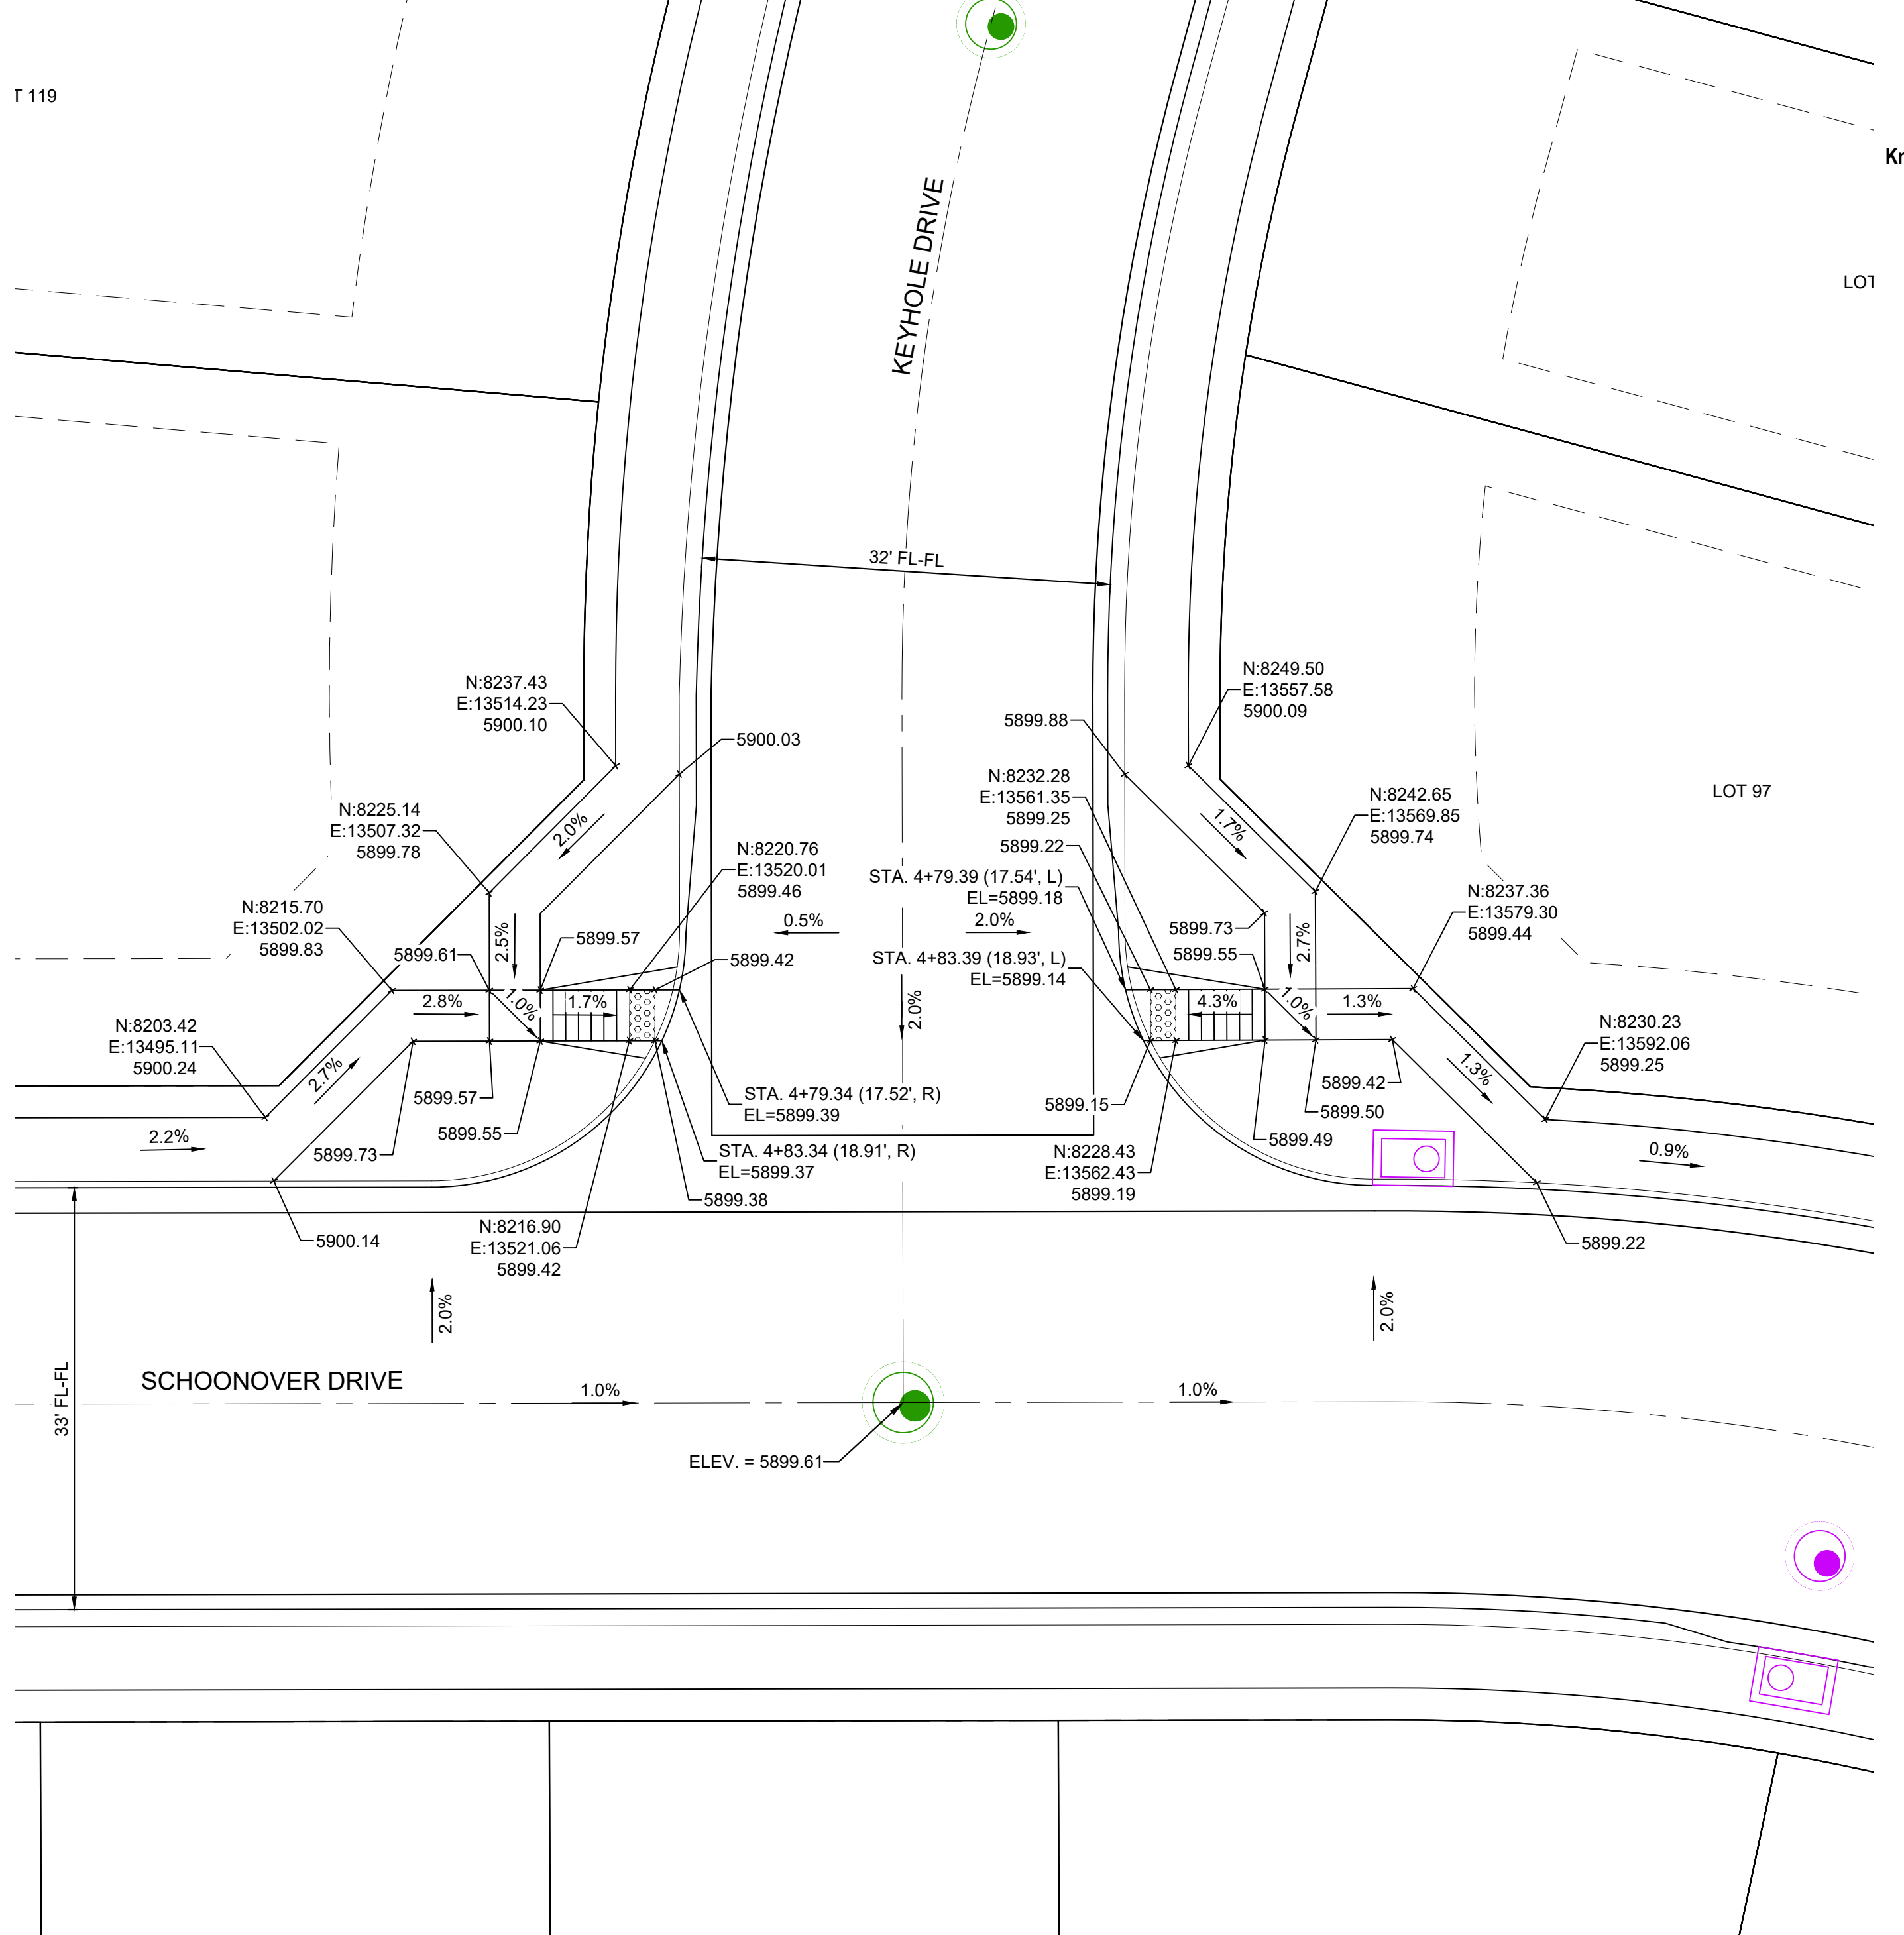 T 119
Kr
LOT
KEYHOLE DRIVE
32' FL-FL
N:8237.43
E:13514.23
5900.10
5900.03
5899.88
N:8249.50
E:13557.58
5900.09
N:8232.28
E:13561.35
5899.25
LOT 97
N:8225.14
E:13507.32
5899.78
2.0%
1.7%
N:8242.65
E:13569.85
5899.74
N:8220.76
E:13520.01
5899.46
5899.22
STA. 4+79.39 (17.54', L)
EL=5899.18
N:8215.70
E:13502.02
5899.83
N:8237.36
E:13579.30
5899.44
0.5%
2.0%
5899.73
5899.57
2.5%
2.7%
5899.61
5899.42
STA. 4+83.39 (18.93', L)
EL=5899.14
5899.55
2.8%
1.0%
1.7%
2.0%
4.3%
1.0%
1.3%
N:8203.42
E:13495.11
5900.24
2.7%
N:8230.23
E:13592.06
5899.25
1.3%
5899.57
STA. 4+79.34 (17.52', R)
EL=5899.39
5899.15
5899.42
5899.50
5899.55
5899.49
2.2%
5899.73
STA. 4+83.34 (18.91', R)
EL=5899.37
N:8228.43
E:13562.43
5899.19
0.9%
5899.38
5900.14
N:8216.90
E:13521.06
5899.42
5899.22
2.0%
2.0%
33' FL-FL
SCHOONOVER DRIVE
1.0%
1.0%
ELEV. = 5899.61